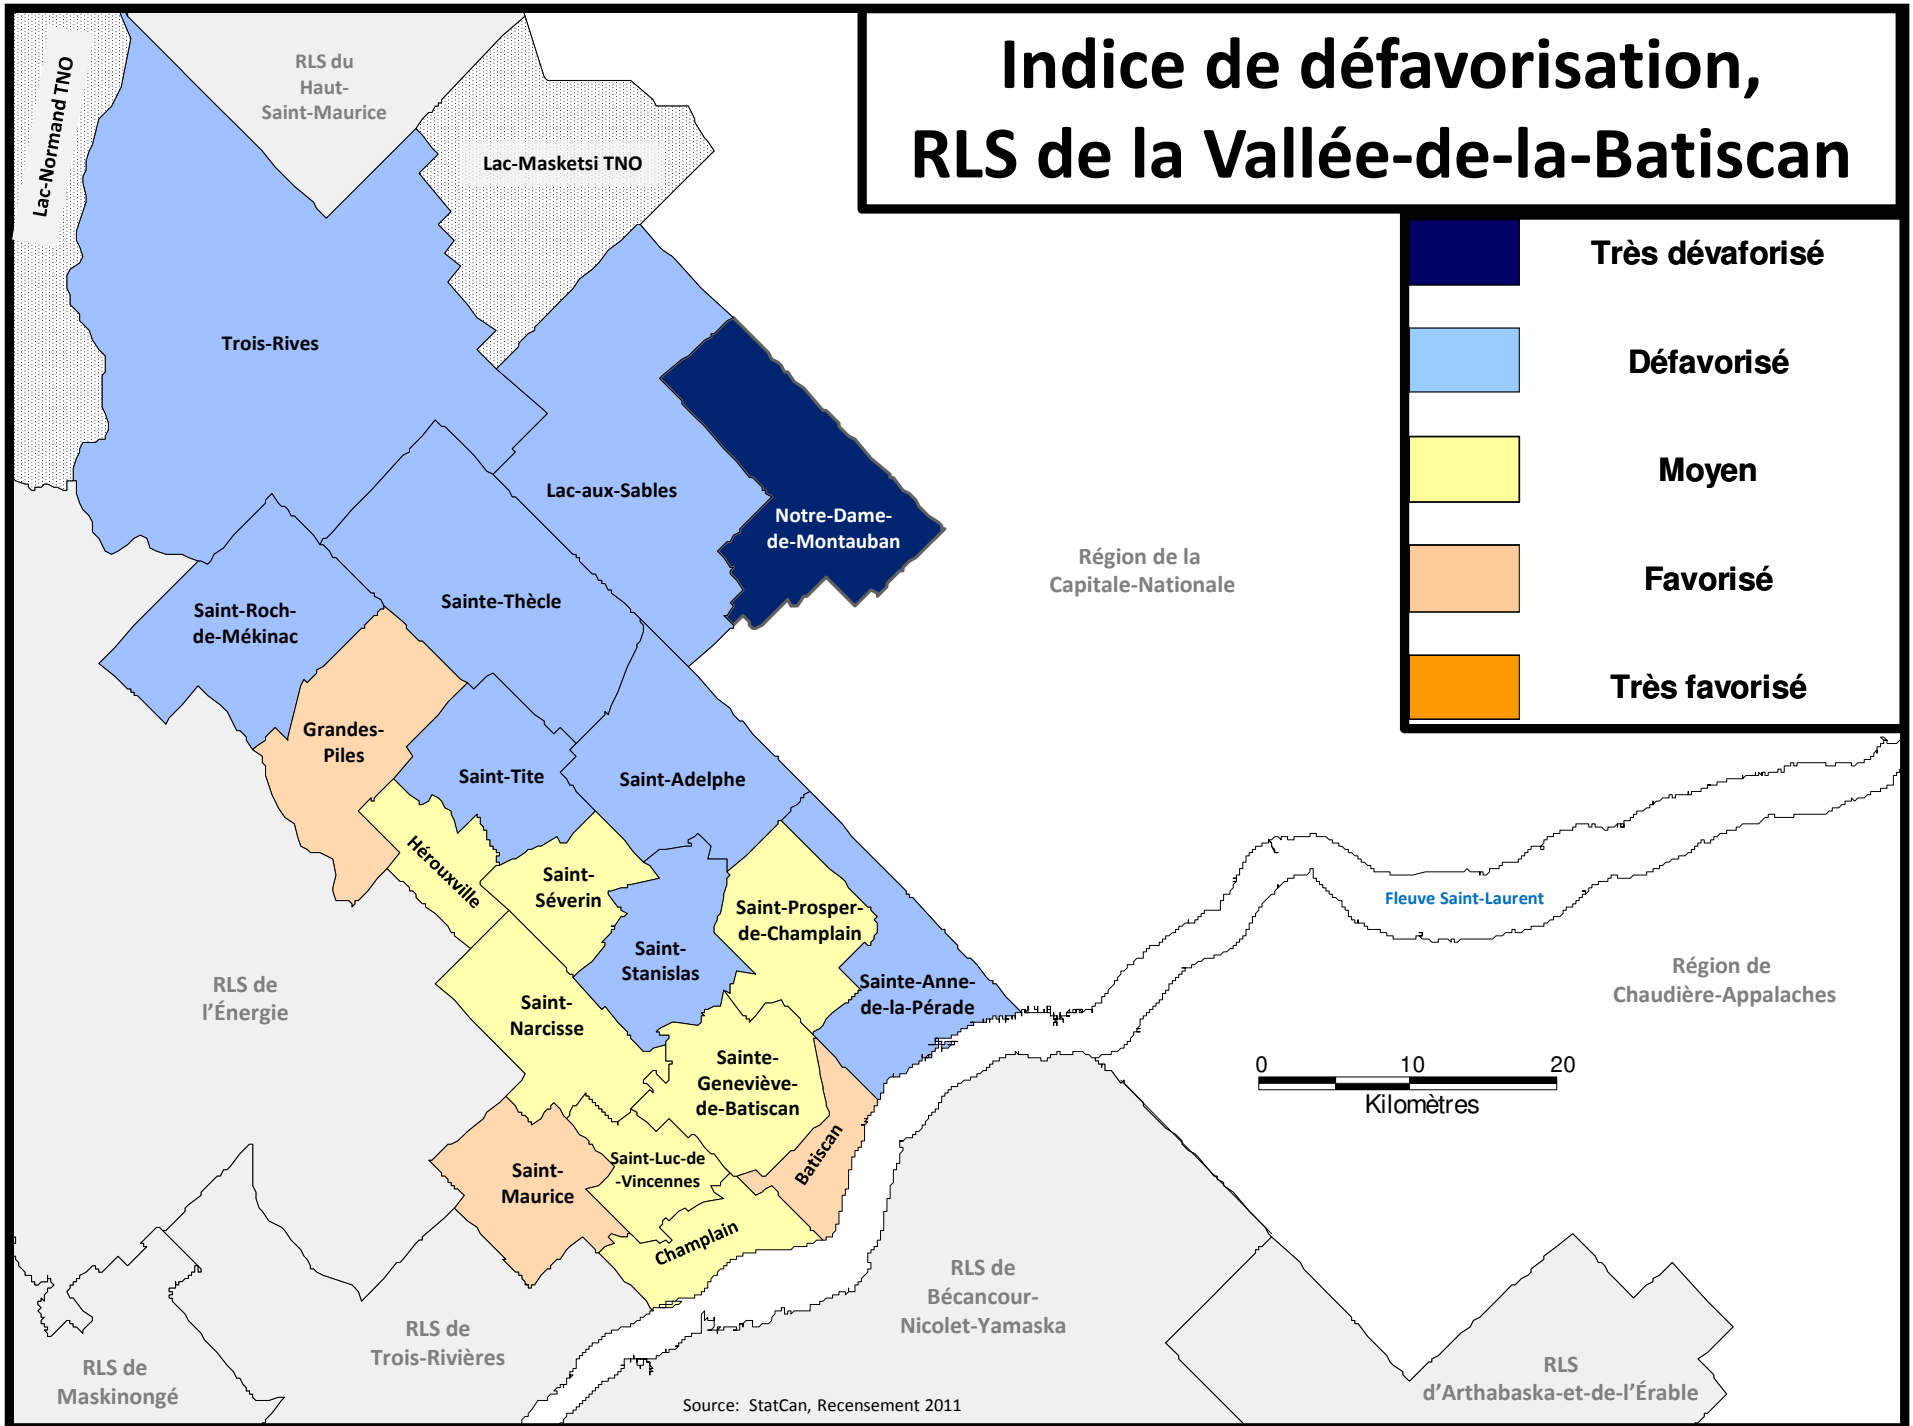 Indice de défavorisation,
RLS de la Vallée-de-la-Batiscan
Très dévaforisé
Défavorisé
Moyen
Favorisé
Très favorisé
Lac-Normand TNO
RLS du
Haut-
Saint-Maurice
Lac-Masketsi TNO
Trois-Rives
Lac-aux-Sables
Notre-Dame-
de-Montauban
Région de la
Capitale-Nationale
Sainte-Thècle
Saint-Roch-
de-Mékinac
Grandes-
Piles
Saint-Tite
Saint-Adelphe
Hérouxville
Saint-
Séverin
Saint-Prosper-
de-Champlain
Saint-
Stanislas
Sainte-Anne-
de-la-Pérade
Fleuve Saint-Laurent
Région de
Chaudière-Appalaches
RLS de
l'Énergie
Saint-
Narcisse
Sainte-
Geneviève-
de-Batiscan
0 10 20
Kilomètres
Batiscan
Saint-Luc-de
-Vincennes
Saint-
Maurice
Champlain
RLS de
Bécancour-
Nicolet-Yamaska
RLS de
Trois-Rivières
RLS de
Maskinongé
RLS
d'Arthabaska-et-de-l'Érable
Source: StatCan, Recensement 2011